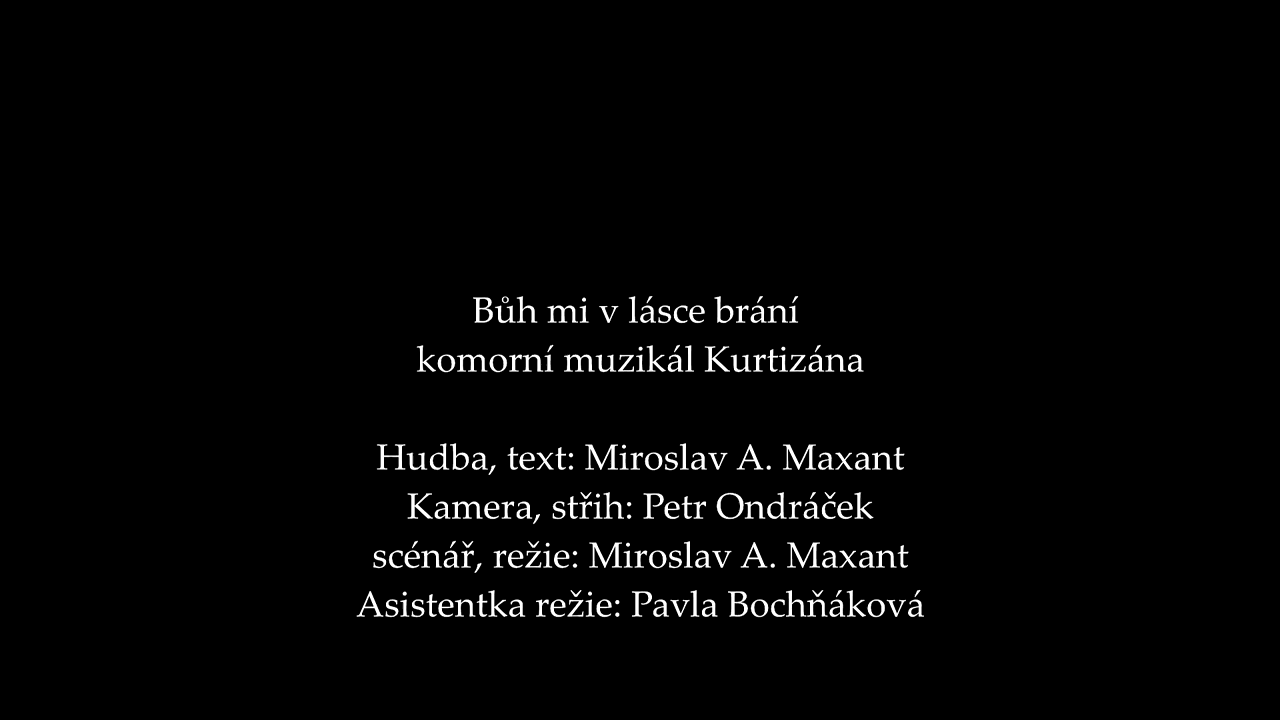 Bůh mi v lásce brání
komorní muzikál Kurtizána
Hudba, text: Miroslav A. Maxant
Kamera, střih: Petr Ondráček
scénář, režie: Miroslav A. Maxant
Asistentka režie: Pavla Bochňáková